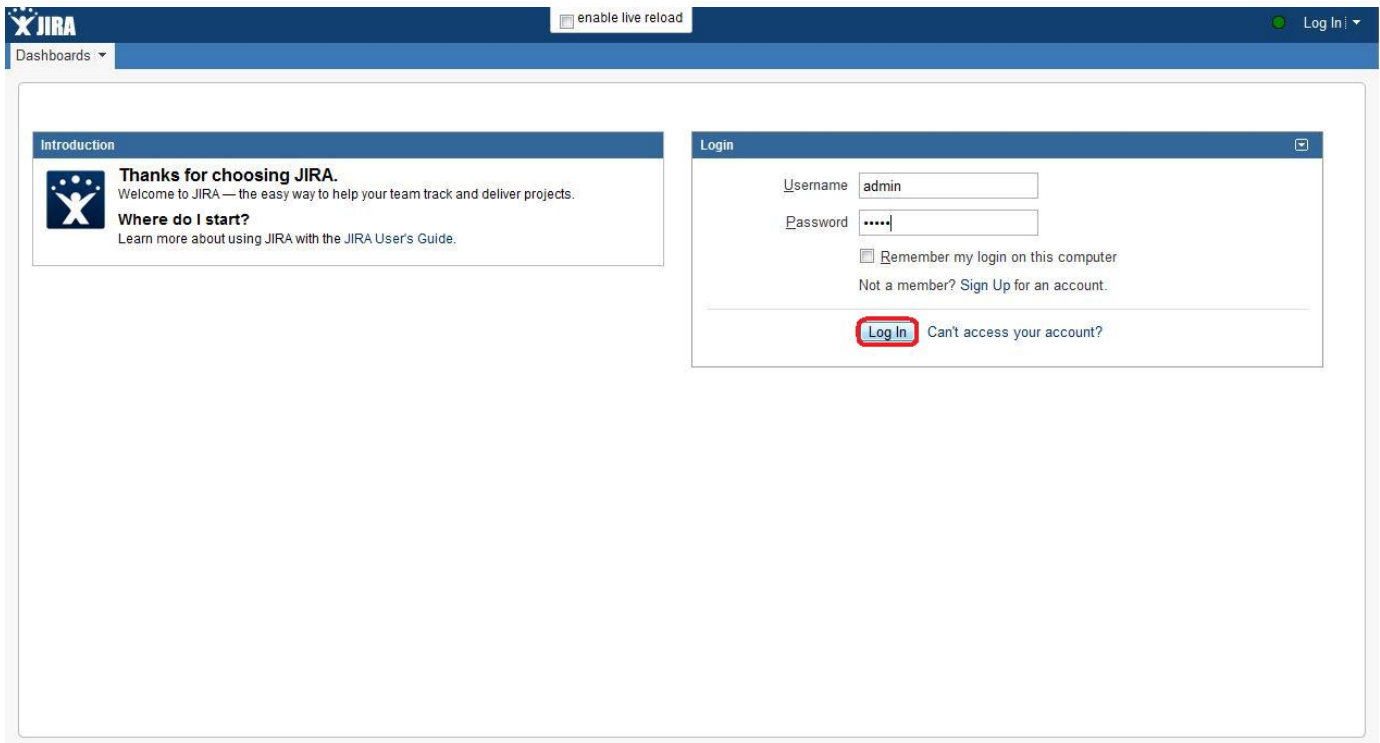 JIRA
enable live reload
Log In
Dashboards
Introduction
Thanks for choosing JIRA.
Welcome to JIRA — the easy way to help your team track and deliver projects.
Where do I start?
Learn more about using JIRA with the JIRA User's Guide.
Login
Username admin
Password •••••
Remember my login on this computer
Not a member? Sign Up for an account.
Log In Can't access your account?